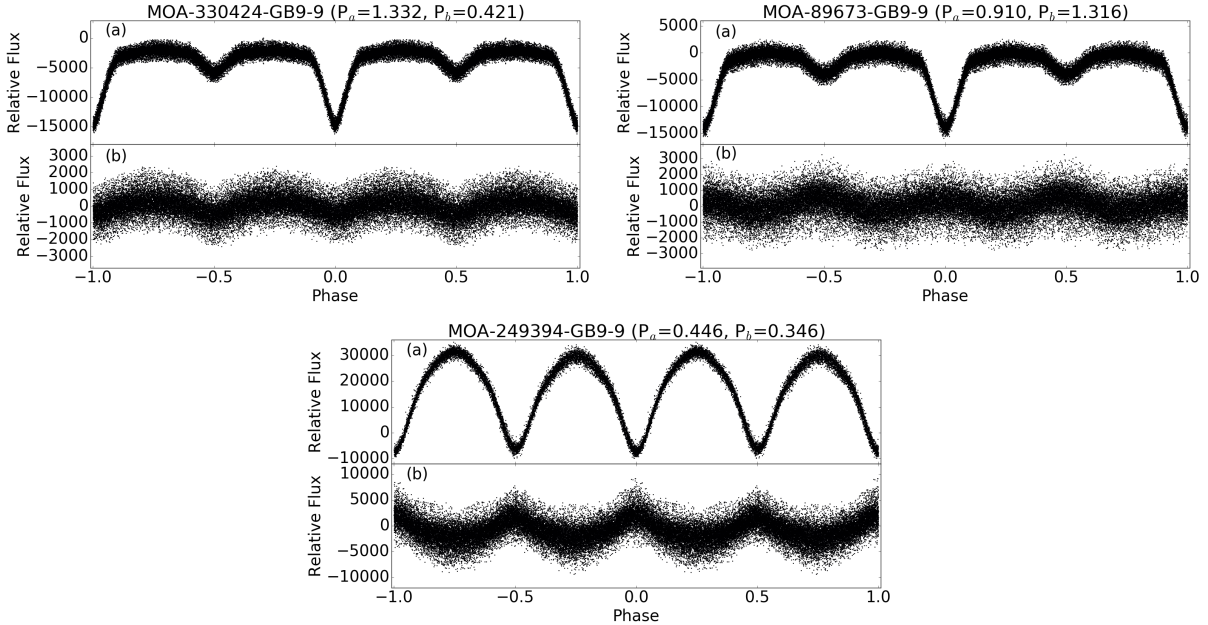 MOA-330424-GB9-9 (Pa=1.332, Pb=0.421)
(a)
0
−5000
−10000
−15000
Relative Flux
(b)
3000
2000
1000
0
−1000
−2000
−3000
Relative Flux
−1.0 −0.5 0.0 0.5 1.0
Phase
MOA-89673-GB9-9 (Pa=0.910, Pb=1.316)
(a)
5000
0
−5000
−10000
−15000
Relative Flux
(b)
3000
2000
1000
0
−1000
−2000
−3000
Relative Flux
−1.0 −0.5 0.0 0.5 1.0
Phase
MOA-249394-GB9-9 (Pa=0.446, Pb=0.346)
(a)
30000
20000
10000
0
−10000
Relative Flux
(b)
10000
5000
0
−5000
−10000
Relative Flux
−1.0 −0.5 0.0 0.5 1.0
Phase